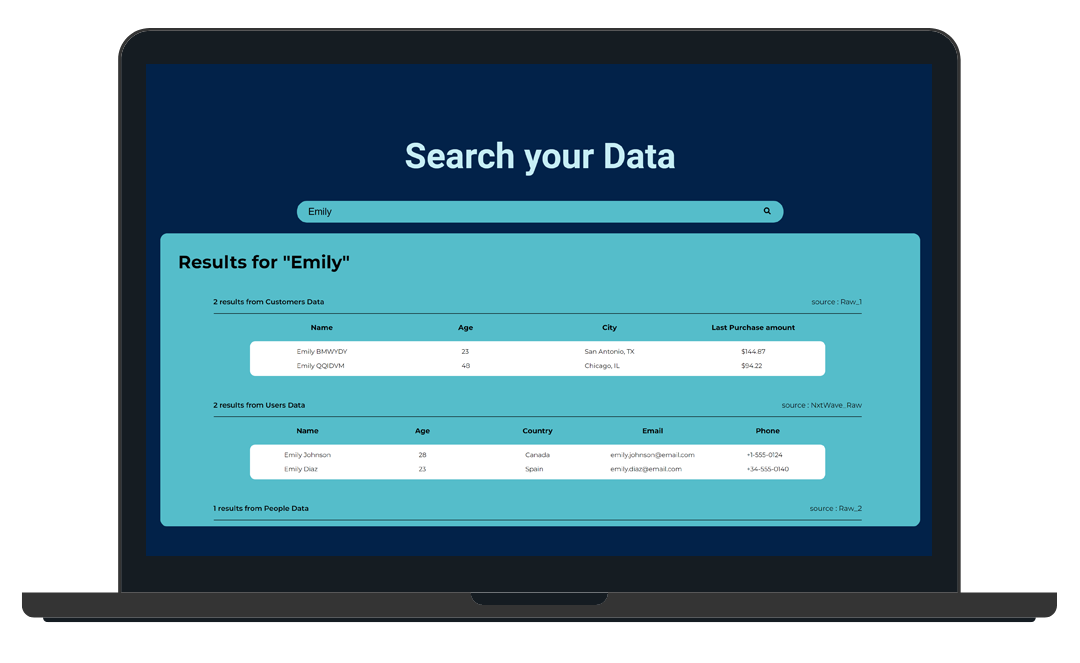 Search your Data
Emily
Results for "Emily"
2 results from Customers Data source : Raw_1
Name Age City Last Purchase amount
Emily BMWYDY 23 San Antonio, TX $144.87
Emily QQIDVM 48 Chicago, IL $94.22
2 results from Users Data source : NxtWave_Raw
Name Age Country Email Phone
Emily Johnson 28 Canada emily.johnson@email.com +1-555-0124
Emily Diaz 23 Spain emily.diaz@email.com +34-555-0140
1 results from People Data source : Raw_2